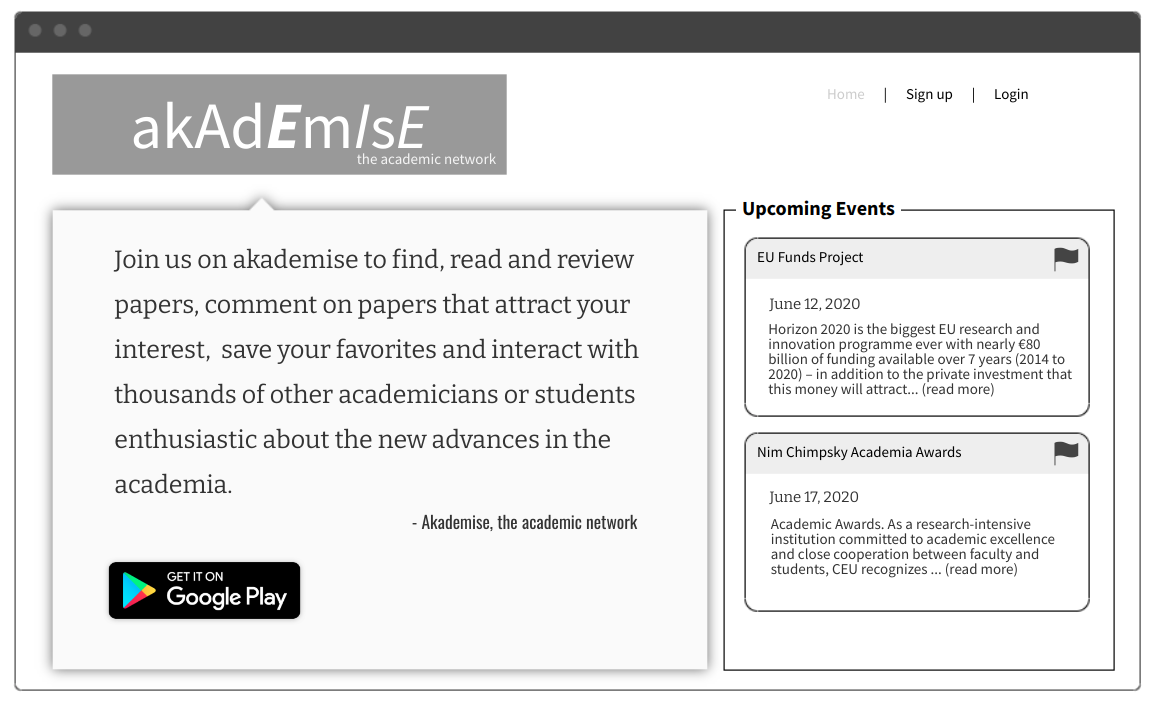 akAdEmIsE
the academic network
Home | Sign up | Login
Join us on akademise to find, read and review
papers, comment on papers that attract your
interest,  save your favorites and interact with
thousands of other academicians or students
enthusiastic about the new advances in the
academia.
- Akademise, the academic network
GET IT ON
Google Play
Upcoming Events
EU Funds Project
June 12, 2020
Horizon 2020 is the biggest EU research and
innovation programme ever with nearly €80
billion of funding available over 7 years (2014 to
2020) – in addition to the private investment that
this money will attract... (read more)
Nim Chimpsky Academia Awards
June 17, 2020
Academic Awards. As a research-intensive
institution committed to academic excellence
and close cooperation between faculty and
students, CEU recognizes ... (read more)